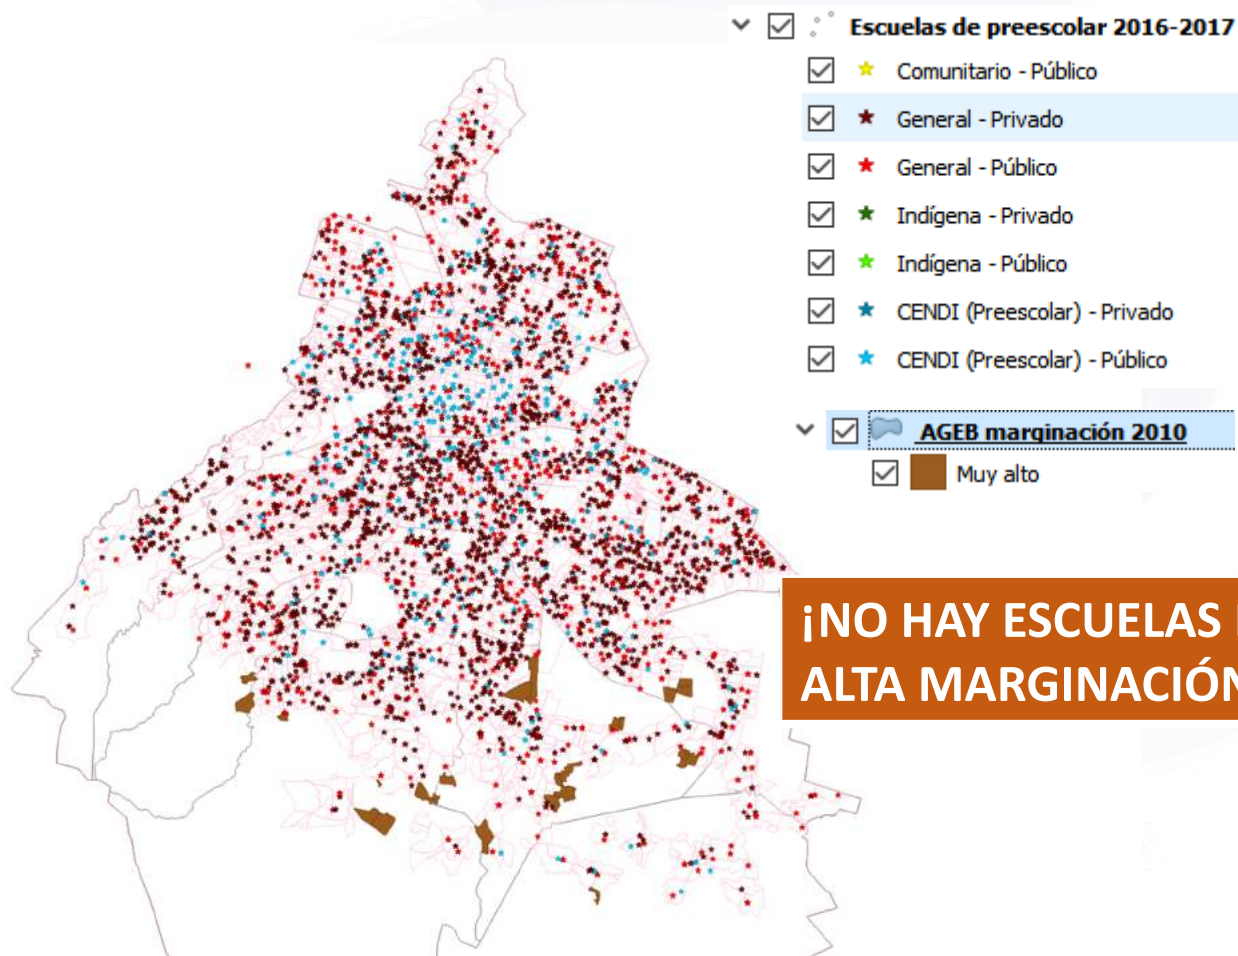 Escuelas de preescolar 2016-2017
Comunitario - Público
General - Privado
General - Público
Indígena - Privado
Indígena - Público
CENDI (Preescolar) - Privado
CENDI (Preescolar) - Público
AGEB marginación 2010
Muy alto
¡NO HAY ESCUELAS
ALTA MARGINACIÓN